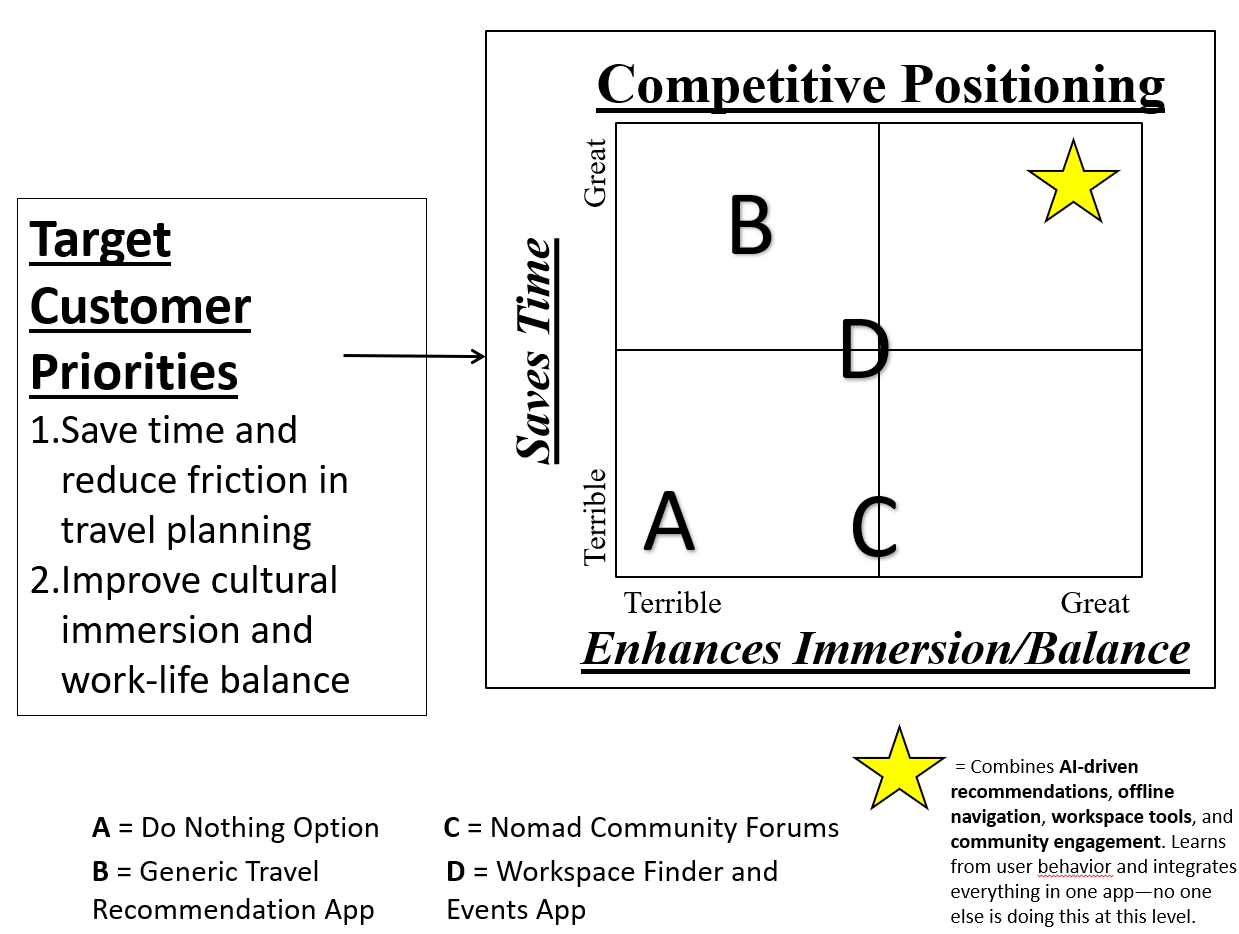 Target
Customer
Priorities
1.Save time and
reduce friction in
travel planning
2.Improve cultural
immersion and
work-life balance
Competitive Positioning
Great
Saves Time
Terrible
B
D
A
C
Terrible
Great
Enhances Immersion/Balance
A = Do Nothing Option
B = Generic Travel
Recommendation App
C = Nomad Community Forums
D = Workspace Finder and
Events App
= Combines AI-driven
recommendations, offline
navigation, workspace tools, and
community engagement. Learns
from user behavior and integrates
everything in one app—no one
else is doing this at this level.